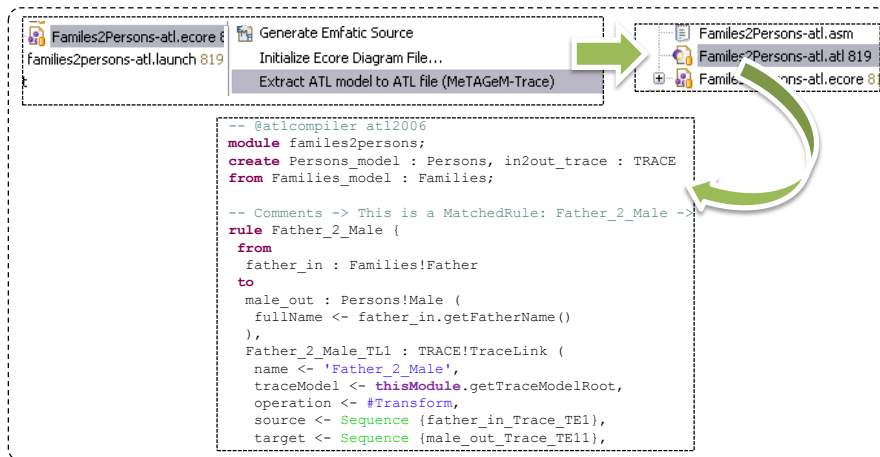 Familes2Persons-atl.ecore 8
families2persons-atl.launch 819
Generate Emfatic Source
Initialize Ecore Diagram File...
Extract ATL model to ATL file (MeTAGeM-Trace)
Familes2Persons-atl.asm
Familes2Persons-atl.atl 819
Familes2Persons-atl.ecore 81
-- @atlcompiler atl2006
module familes2persons;
create Persons_model : Persons, in2out_trace : TRACE
from Families_model : Families;
-- Comments -> This is a MatchedRule: Father_2_Male ->
rule Father_2_Male {
from
father_in : Families!Father
to
male_out : Persons!Male (
fullName <- father_in.getFatherName()
),
Father_2_Male_TL1 : TRACE!TraceLink (
name <- 'Father_2_Male',
traceModel <- thisModule.getTraceModelRoot,
operation <- #Transform,
source <- Sequence {father_in_Trace_TE1},
target <- Sequence {male_out_Trace_TE11},